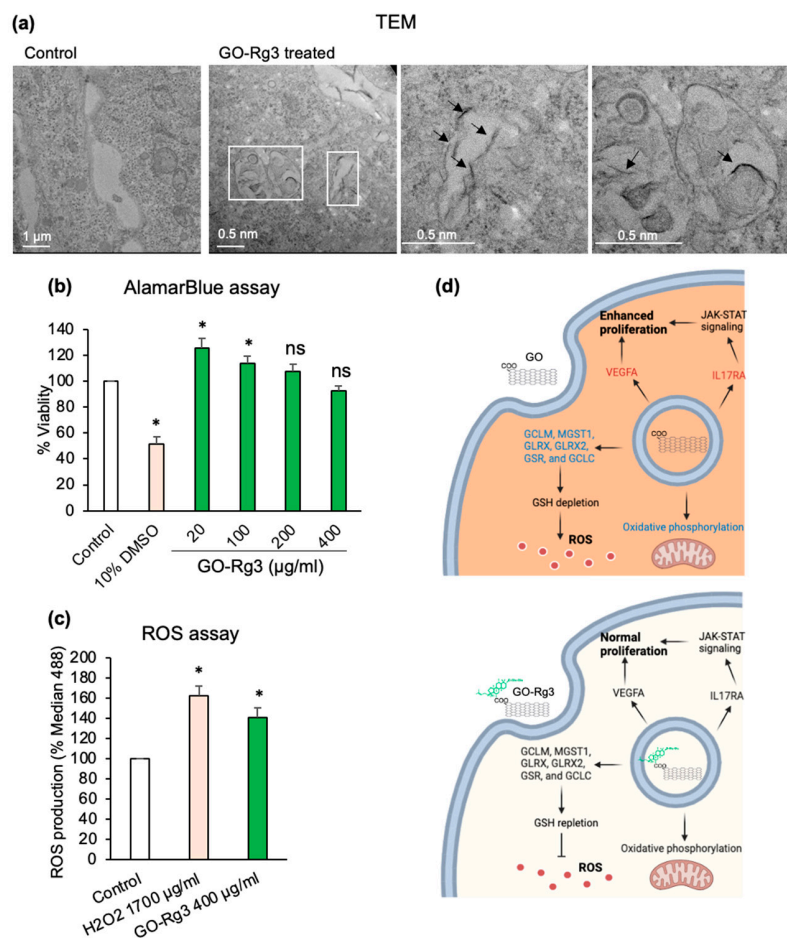 (a)
TEM
Control
GO-Rg3 treated
1 µm
0.5 nm
0.5 nm
0.5 nm
(b)
AlamarBlue assay
% Viablity
140
120
100
80
60
40
20
0
*
*
*
ns
ns
Control
10% DMSO
20
100
200
400
GO-Rg3 (µg/ml)
(c)
ROS assay
ROS production (% Median 488)
200
180
160
140
120
100
80
60
40
20
0
*
*
Control
H2O2 1700 µg/ml
GO-Rg3 400 µg/ml
(d)
Enhanced
proliferation
JAK-STAT
signaling
GO
COO
VEGFA
IL17RA
COO
GCLM, MGST1,
GLRX, GLRX2,
GSR, and GCLC
GSH depletion
ROS
Oxidative phosphorylation
Normal
proliferation
JAK-STAT
signaling
GO-Rg3
COO
VEGFA
IL17RA
COO
GCLM, MGST1,
GLRX, GLRX2,
GSR, and GCLC
GSH repletion
ROS
Oxidative phosphorylation